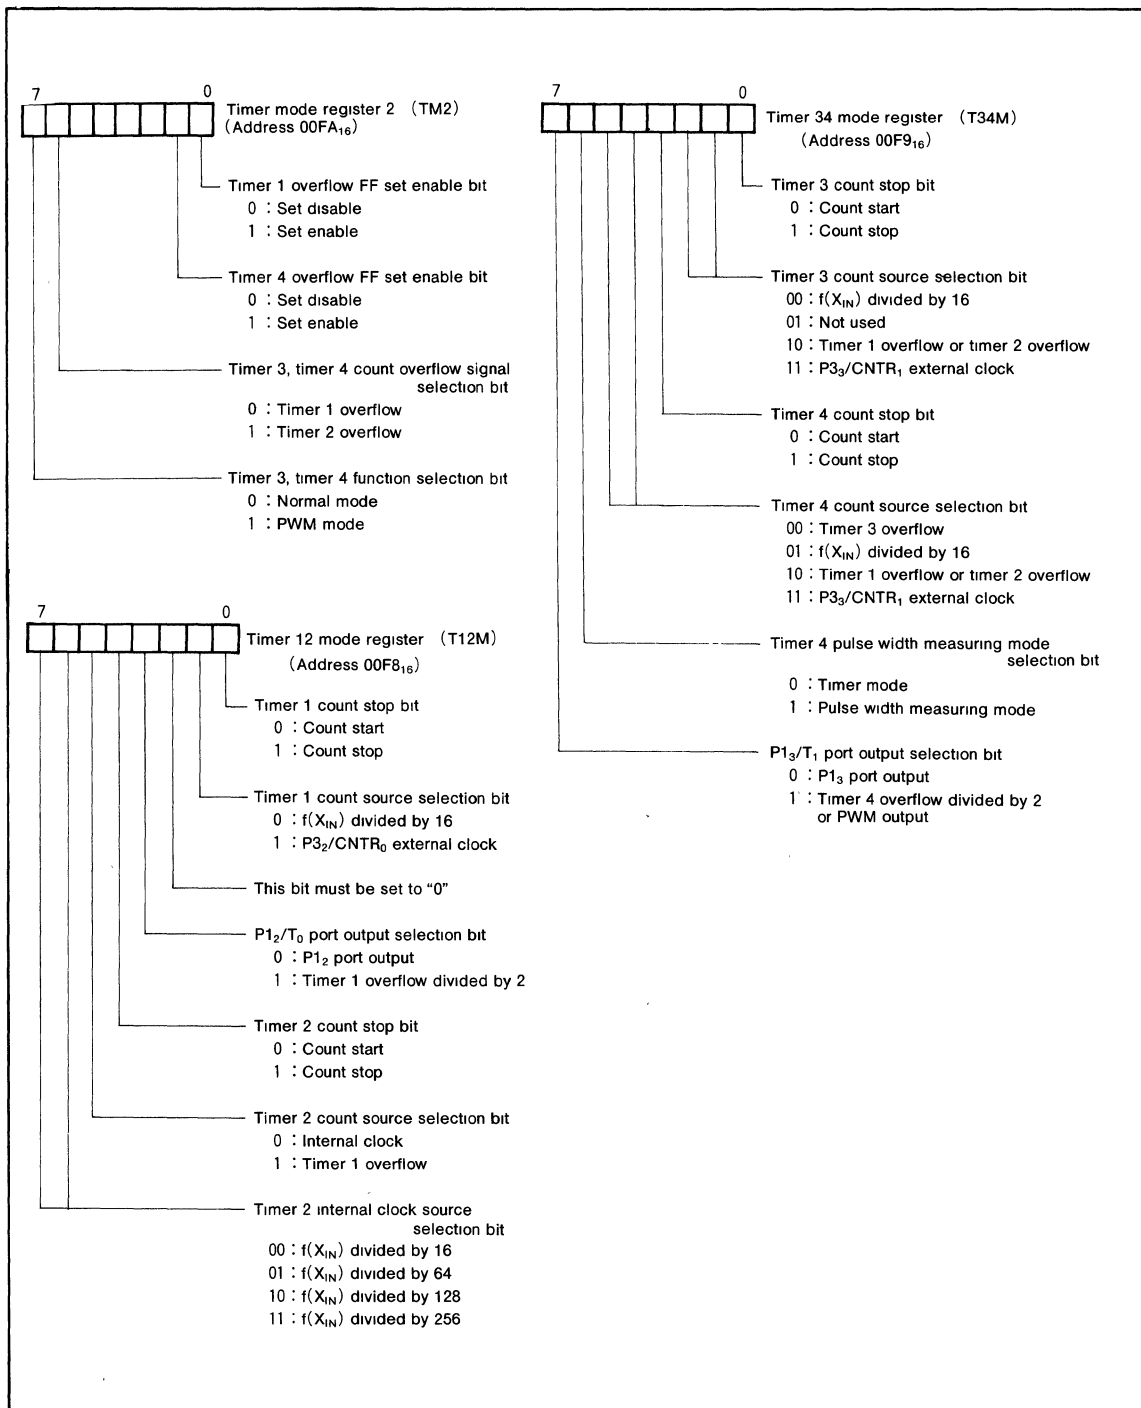 7 0
Timer mode register 2 (TM2)
(Address 00FA₁₆)
Timer 1 overflow FF set enable bit
0 : Set disable
1 : Set enable
Timer 4 overflow FF set enable bit
0 : Set disable
1 : Set enable
Timer 3, timer 4 count overflow signal
selection bit
0 : Timer 1 overflow
1 : Timer 2 overflow
Timer 3, timer 4 function selection bit
0 : Normal mode
1 : PWM mode
7 0
Timer 12 mode register (T12M)
(Address 00F8₁₆)
Timer 1 count stop bit
0 : Count start
1 : Count stop
Timer 1 count source selection bit
0 : f(X_IN) divided by 16
1 : P3₂/CNTR₀ external clock
This bit must be set to “0”
P1₂/T₀ port output selection bit
0 : P1₂ port output
1 : Timer 1 overflow divided by 2
Timer 2 count stop bit
0 : Count start
1 : Count stop
Timer 2 count source selection bit
0 : Internal clock
1 : Timer 1 overflow
Timer 2 internal clock source
selection bit
00 : f(X_IN) divided by 16
01 : f(X_IN) divided by 64
10 : f(X_IN) divided by 128
11 : f(X_IN) divided by 256
7 0
Timer 34 mode register (T34M)
(Address 00F9₁₆)
Timer 3 count stop bit
0 : Count start
1 : Count stop
Timer 3 count source selection bit
00 : f(X_IN) divided by 16
01 : Not used
10 : Timer 1 overflow or timer 2 overflow
11 : P3₃/CNTR₁ external clock
Timer 4 count stop bit
0 : Count start
1 : Count stop
Timer 4 count source selection bit
00 : Timer 3 overflow
01 : f(X_IN) divided by 16
10 : Timer 1 overflow or timer 2 overflow
11 : P3₃/CNTR₁ external clock
Timer 4 pulse width measuring mode
selection bit
0 : Timer mode
1 : Pulse width measuring mode
P1₃/T₁ port output selection bit
0 : P1₃ port output
1 : Timer 4 overflow divided by 2
or PWM output